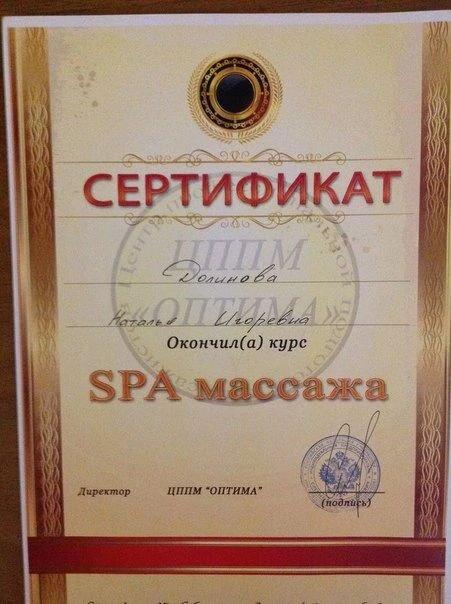 СЕРТИФИКАТ
ЦППМ
Долинова
«ОПТИМА»
Наталья Игоревна
Окончил(а) курс
SPA массажа
Директор ЦППМ "ОПТИМА"
(подпись)